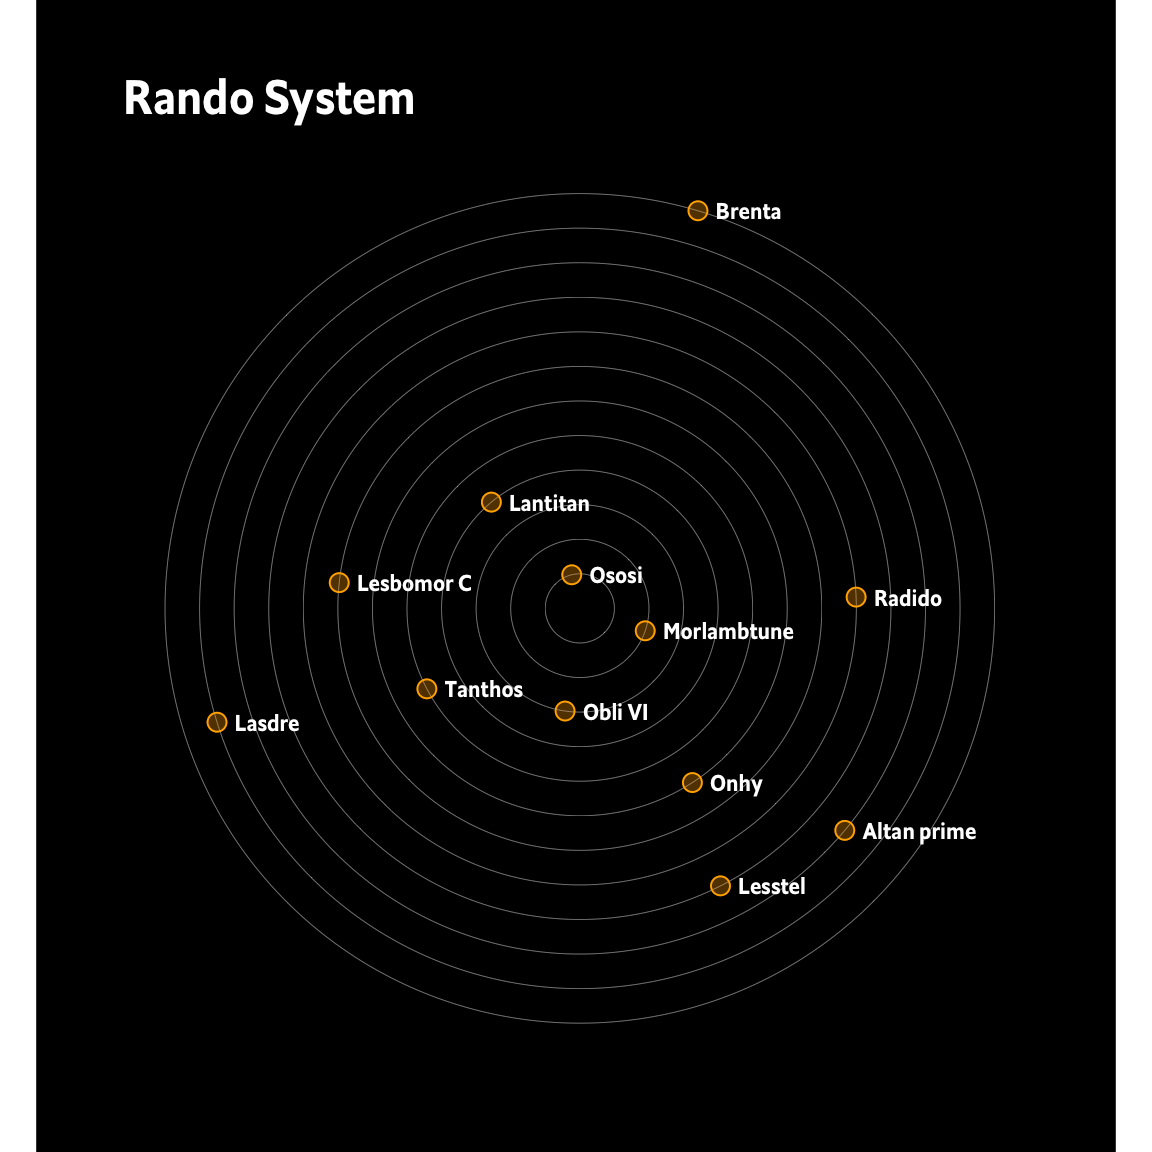 Rando System
Brenta
Lantitan
Ososi
Lesbomor C
Radido
Morlambtune
Tanthos
Obli VI
Lasdre
Onhy
Altan prime
Lesstel